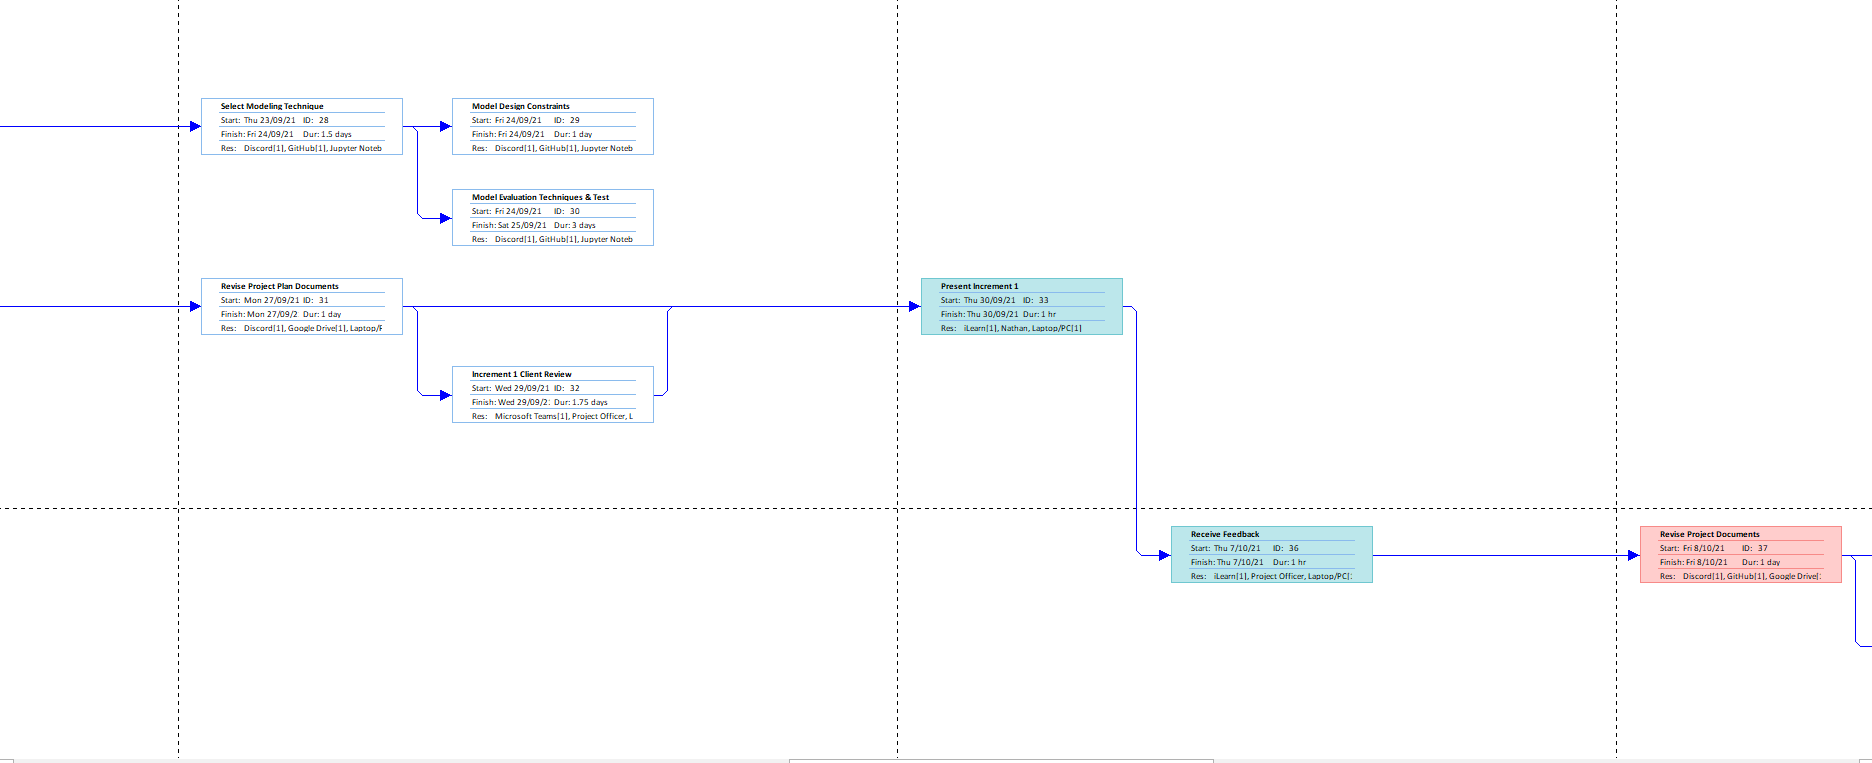 Select Modeling Technique
Start: Thu 23/09/21 ID: 28
Finish: Fri 24/09/21 Dur: 1.5 days
Res: Discord[1], GitHub[1], Jupyter Noteb
Model Design Constraints
Start: Fri 24/09/21 ID: 29
Finish: Fri 24/09/21 Dur: 1 day
Res: Discord[1], GitHub[1], Jupyter Noteb
Model Evaluation Techniques & Test
Start: Fri 24/09/21 ID: 30
Finish: Sat 25/09/21 Dur: 3 days
Res: Discord[1], GitHub[1], Jupyter Noteb
Revise Project Plan Documents
Start: Mon 27/09/21 ID: 31
Finish: Mon 27/09/2 Dur: 1 day
Res: Discord[1], Google Drive[1], Laptop/P
Increment 1 Client Review
Start: Wed 29/09/21 ID: 32
Finish: Wed 29/09/2: Dur: 1.75 days
Res: Microsoft Teams[1], Project Officer, L
Present Increment 1
Start: Thu 30/09/21 ID: 33
Finish: Thu 30/09/21 Dur: 1 hr
Res: iLearn[1], Nathan, Laptop/PC[1]
Receive Feedback
Start: Thu 7/10/21 ID: 36
Finish: Thu 7/10/21 Dur: 1 hr
Res: iLearn[1], Project Officer, Laptop/PC[:
Revise Project Documents
Start: Fri 8/10/21 ID: 37
Finish: Fri 8/10/21 Dur: 1 day
Res: Discord[1], GitHub[1], Google Drive[: